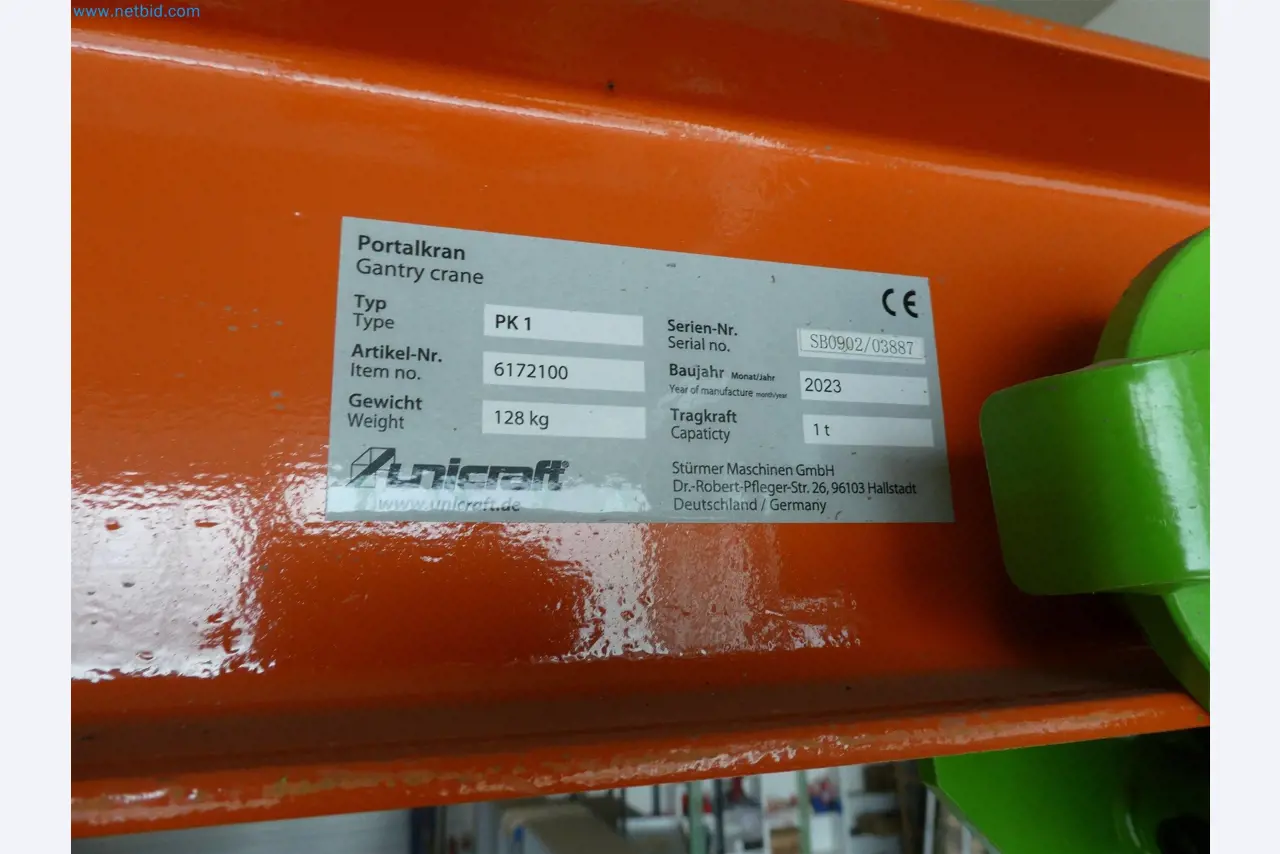 www.netbid.com
Portalkran
Gantry crane
CE
Typ
Type
PK 1
Artikel-Nr.
Item no.
6172100
Gewicht
Weight
128 kg
Serien-Nr.
Serial no.
SB0902/03887
Baujahr Monat/Jahr
Year of manufacture month/year
2023
Tragkraft
Capaticty
1 t
unicraft®
www.unicraft.de
Stürmer Maschinen GmbH
Dr.-Robert-Pfleger-Str. 26, 96103 Hallstadt
Deutschland / Germany